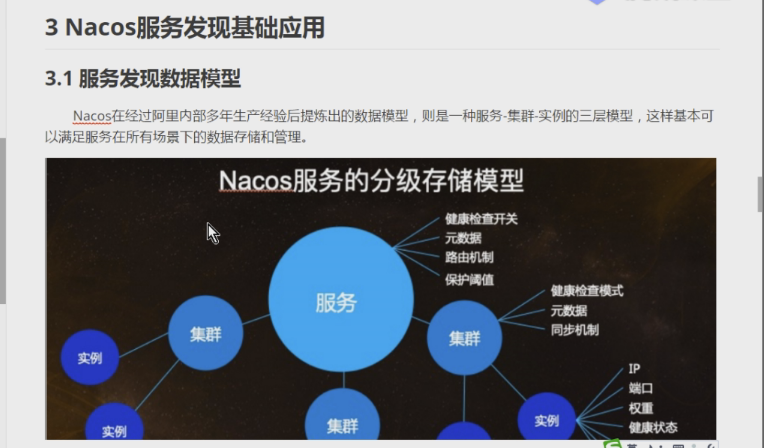 3 Nacos服务发现基础应用
3.1 服务发现数据模型
Nacos在经过阿里内部多年生产经验后提炼出的数据模型，则是一种服务-集群-实例的三层模型，这样基本可
以满足服务在所有场景下的数据存储和管理。
Nacos服务的分级存储模型
健康检查开关
元数据
路由机制
保护阈值
服务
健康检查模式
元数据
同步机制
集群
集群
实例
IP
端口
权重
健康状态
实例
集群
实例